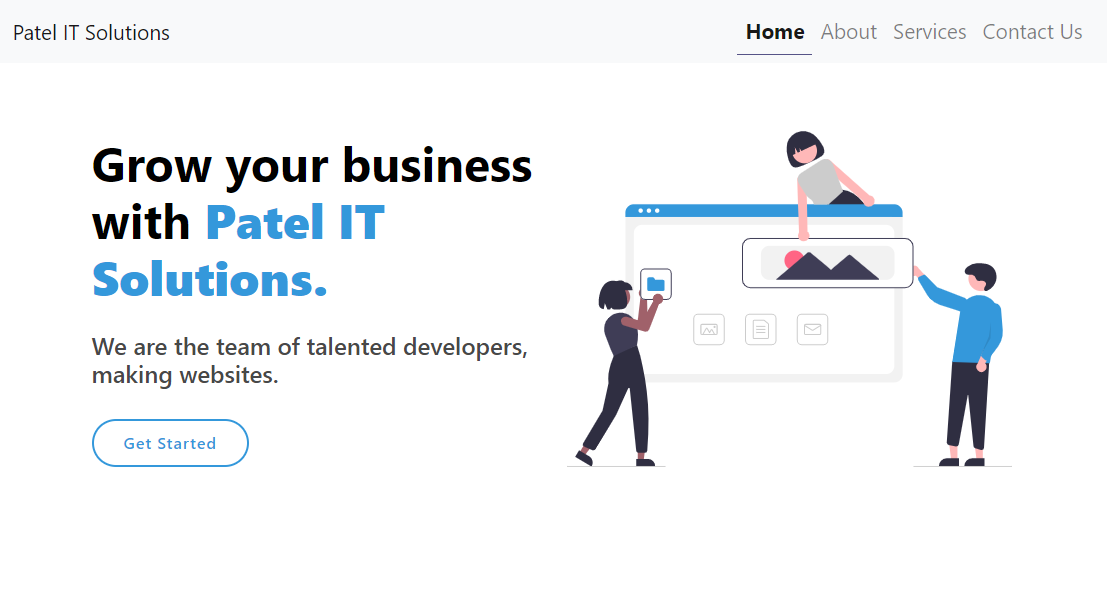 Patel IT Solutions
Home About Services Contact Us
Grow your business
with Patel IT
Solutions.
We are the team of talented developers,
making websites.
Get Started